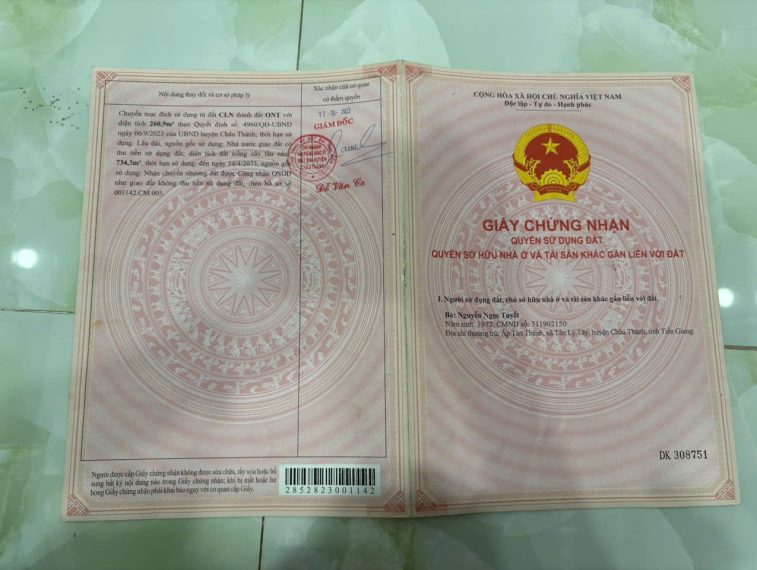 Nội dung thay đổi và cơ sở pháp lý
Xác nhận của cơ quan
có thẩm quyền
Chuyển mục đích sử dụng từ đất CLN thành đất ONT với
diện tích 260,9m² theo Quyết định số: 4960/QĐ-UBND
ngày 06/9/2023 của UBND huyện Châu Thành; thời hạn sử
dụng: Lâu dài, nguồn gốc sử dụng: Nhà nước giao đất có
thu tiền sử dụng đất; diện tích đất trồng cây lâu năm
734,3m², thời hạn sử dụng: đến ngày 14/4/2073, nguồn gốc
sử dụng: Nhận chuyển nhượng đất được Công nhận QSDĐ
như giao đất không thu tiền sử dụng đất, theo hồ sơ số
001142.CM.003.
11-10-2023
GIÁM ĐỐC
Đỗ Văn Ca
Người được cấp Giấy chứng nhận không được sửa chữa, tẩy xóa hoặc bổ
sung bất kỳ nội dung nào trong Giấy chứng nhận; khi bị mất hoặc hư
hỏng Giấy chứng nhận phải khai báo ngay với cơ quan cấp Giấy.
2852823001142
CỘNG HÒA XÃ HỘI CHỦ NGHĨA VIỆT NAM
Độc lập - Tự do - Hạnh phúc
GIẤY CHỨNG NHẬN
QUYỀN SỬ DỤNG ĐẤT
QUYỀN SỞ HỮU NHÀ Ở VÀ TÀI SẢN KHÁC GẮN LIỀN VỚI ĐẤT
I. Người sử dụng đất, chủ sở hữu nhà ở và tài sản khác gắn liền với đất
Bà: Nguyễn Ngọc Tuyết
Năm sinh: 1972, CMND số: 311902150
Địa chỉ thường trú: Ấp Tân Thạnh, xã Tân Lý Tây, huyện Châu Thành, tỉnh Tiền Giang
DK 308751